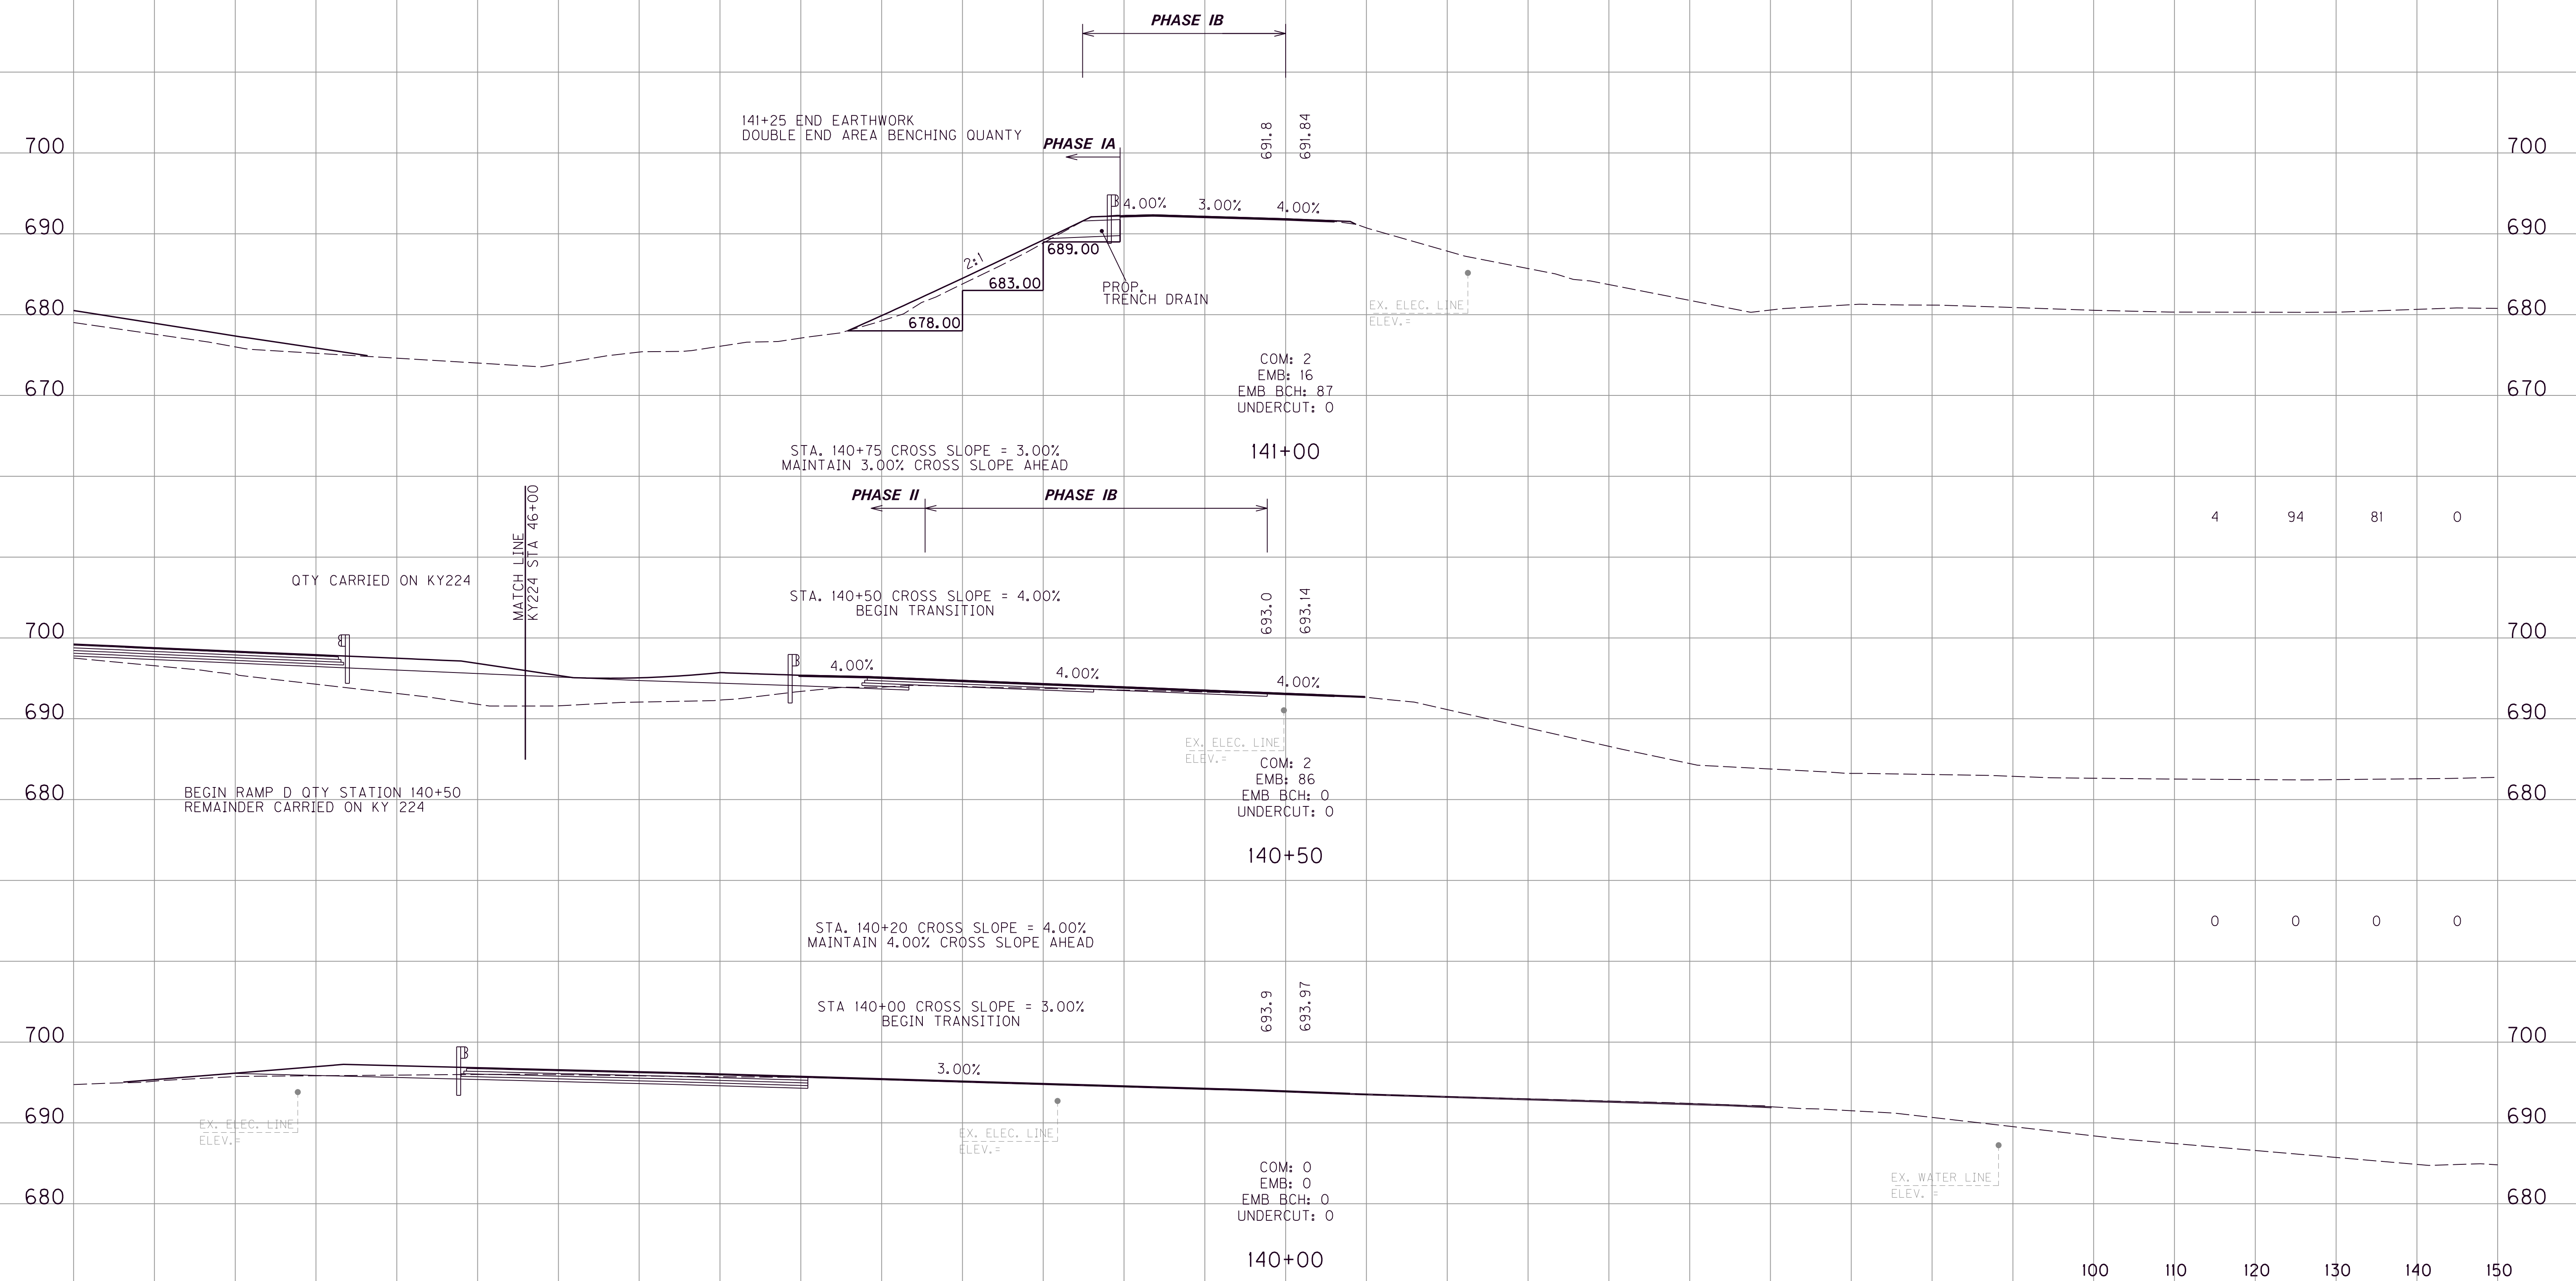 PHASE IB
141+25 END EARTHWORK
DOUBLE END AREA BENCHING QUANTY
691.8
691.84
700
PHASE IA
700
4.00%
3.00%
4.00%
690
690
689.00
2:1
683.00
PROP.
TRENCH DRAIN
EX. ELEC. LINE
ELEV.=
680
678.00
680
COM: 2
EMB: 16
EMB BCH: 87
UNDERCUT: 0
670
670
STA. 140+75 CROSS SLOPE = 3.00%
MAINTAIN 3.00% CROSS SLOPE AHEAD
141+00
PHASE II
PHASE IB
4
94
81
0
MATCH LINE
KY224 STA 46+00
QTY CARRIED ON KY224
STA. 140+50 CROSS SLOPE = 4.00%
BEGIN TRANSITION
693.0
693.14
700
700
4.00%
4.00%
4.00%
690
690
EX. ELEC. LINE
ELEV.=
COM: 2
EMB: 86
EMB BCH: 0
UNDERCUT: 0
BEGIN RAMP D QTY STATION 140+50
REMAINDER CARRIED ON KY 224
680
680
140+50
STA. 140+20 CROSS SLOPE = 4.00%
MAINTAIN 4.00% CROSS SLOPE AHEAD
0
0
0
0
STA 140+00 CROSS SLOPE = 3.00%
BEGIN TRANSITION
693.9
693.97
700
700
3.00%
690
690
EX. ELEC. LINE
ELEV.=
EX. ELEC. LINE
ELEV.=
EX. WATER LINE
ELEV. =
COM: 0
EMB: 0
EMB BCH: 0
UNDERCUT: 0
680
680
140+00
100
110
120
130
140
150